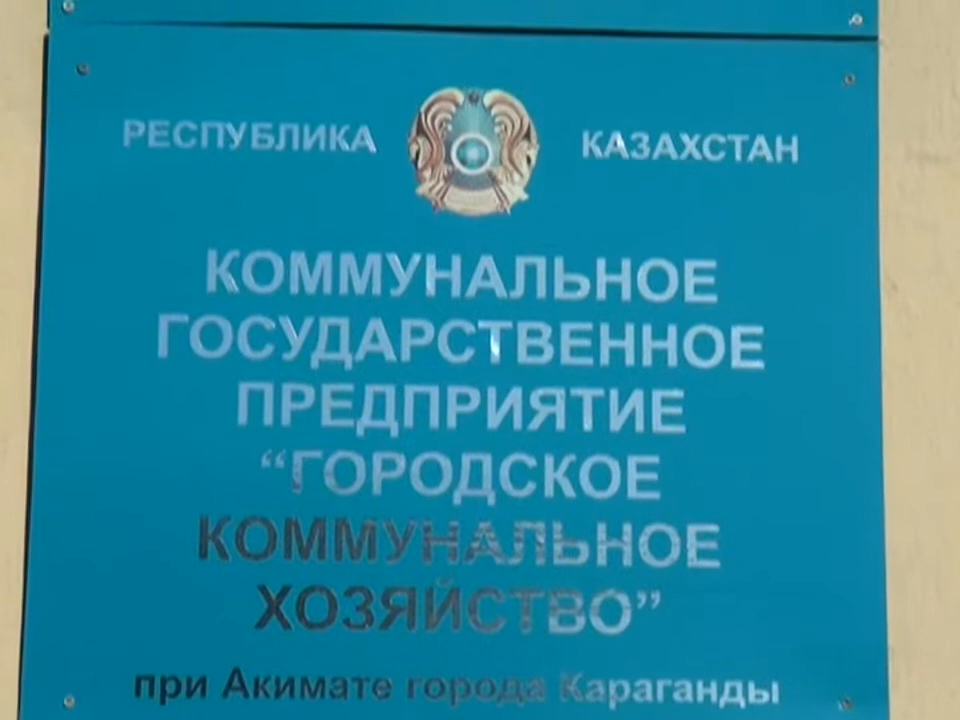 РЕСПУБЛИКА КАЗАХСТАН
КОММУНАЛЬНОЕ
ГОСУДАРСТВЕННОЕ
ПРЕДПРИЯТИЕ
“ГОРОДСКОЕ
КОММУНАЛЬНОЕ
ХОЗЯЙСТВО”
при Акимате города Караганды